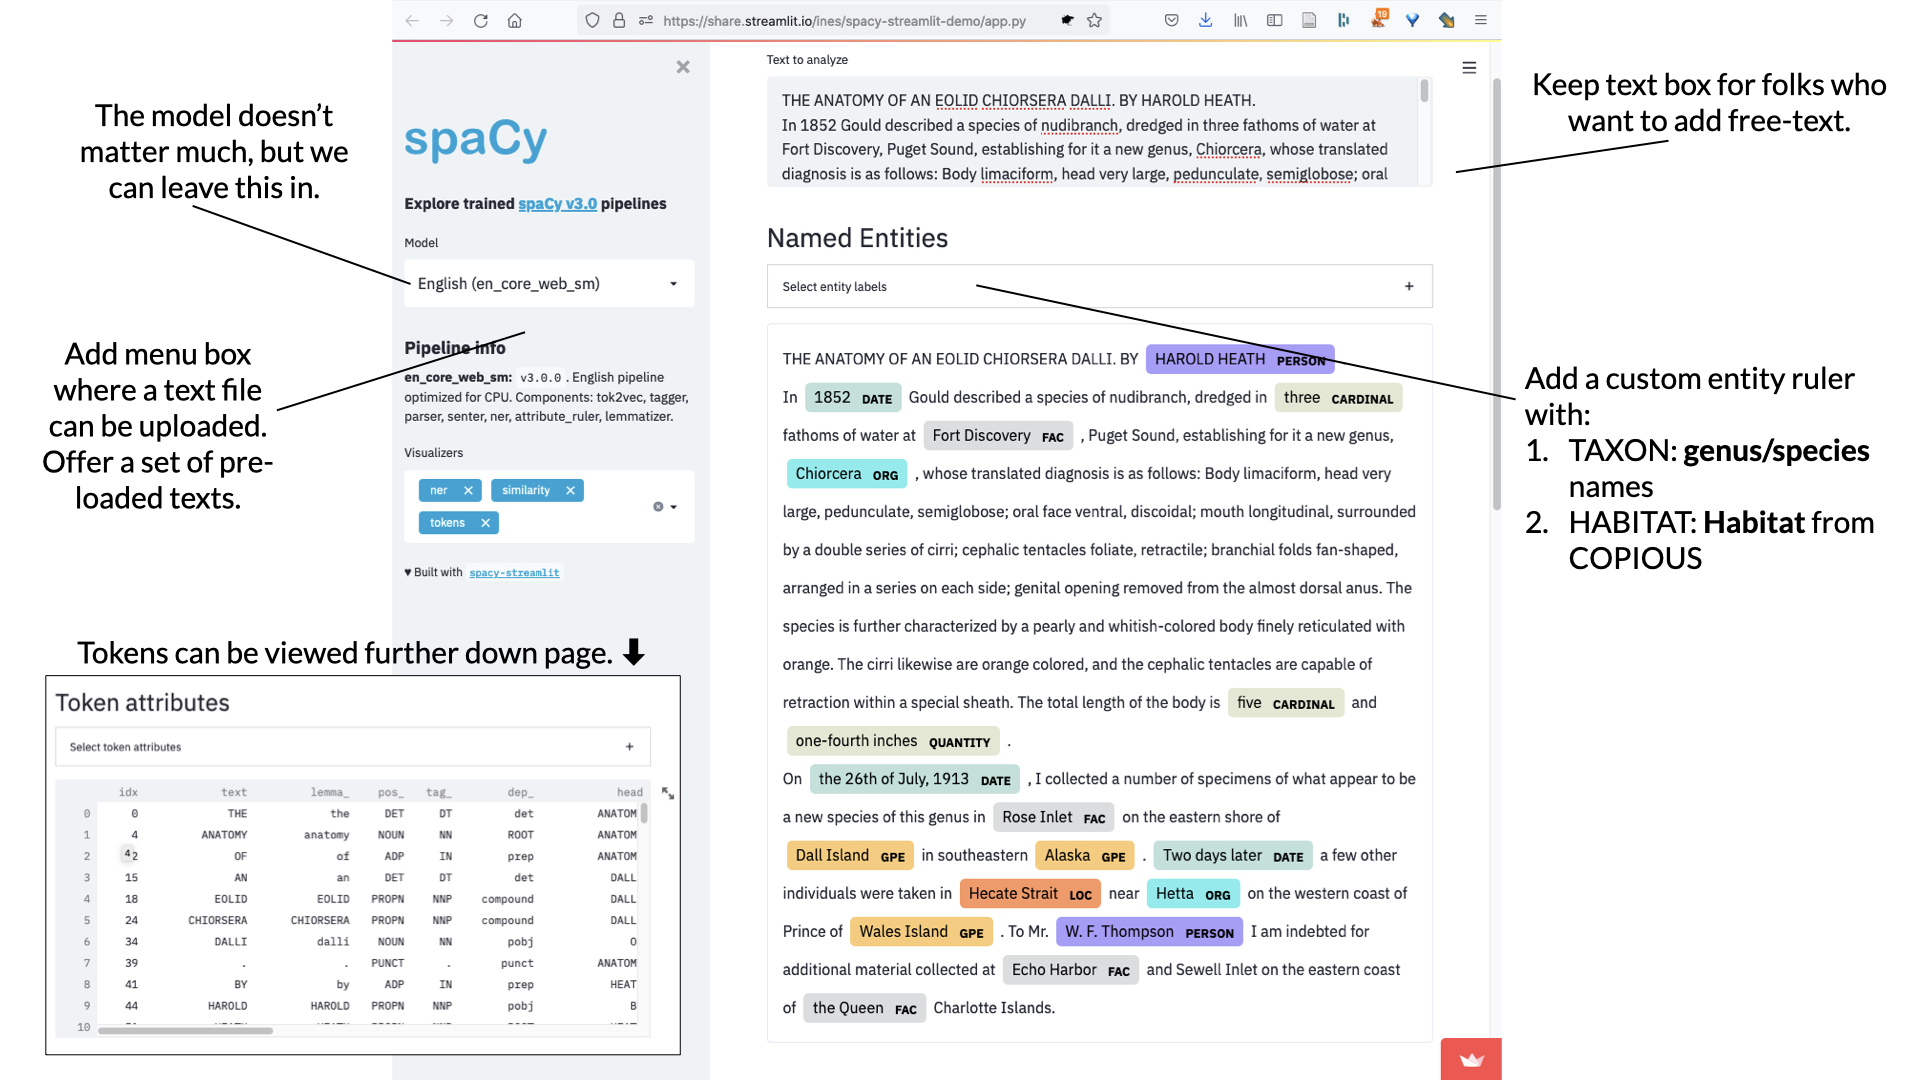 https://share.streamlit.io/ines/spacy-streamlit-demo/app.py
19
The model doesn't
matter much, but we
can leave this in.
Add menu box
where a text file
can be uploaded.
Offer a set of pre-
loaded texts.
spaCy
Explore trained spaCy v3.0 pipelines
Model
English (en_core_web_sm)
Pipeline info
en_core_web_sm: v3.0.0 . English pipeline
optimized for CPU. Components: tok2vec, tagger,
parser, senter, ner, attribute_ruler, lemmatizer.
Visualizers
ner ×
similarity ×
tokens ×
♥ Built with spacy-streamlit
Text to analyze
THE ANATOMY OF AN EOLID CHIORSERA DALLI. BY HAROLD HEATH.
In 1852 Gould described a species of nudibranch, dredged in three fathoms of water at
Fort Discovery, Puget Sound, establishing for it a new genus, Chiorcera, whose translated
diagnosis is as follows: Body limaciform, head very large, pedunculate, semiglobose; oral
Named Entities
Select entity labels +
THE ANATOMY OF AN EOLID CHIORSERA DALLI. BY HAROLD HEATH PERSON
In 1852 DATE Gould described a species of nudibranch, dredged in three CARDINAL
fathoms of water at Fort Discovery FAC , Puget Sound, establishing for it a new genus,
Chiorcera ORG , whose translated diagnosis is as follows: Body limaciform, head very
large, pedunculate, semiglobose; oral face ventral, discoidal; mouth longitudinal, surrounded
by a double series of cirri; cephalic tentacles foliate, retractile; branchial folds fan-shaped,
arranged in a series on each side; genital opening removed from the almost dorsal anus. The
species is further characterized by a pearly and whitish-colored body finely reticulated with
orange. The cirri likewise are orange colored, and the cephalic tentacles are capable of
retraction within a special sheath. The total length of the body is five CARDINAL and
one-fourth inches QUANTITY .
On the 26th of July, 1913 DATE , I collected a number of specimens of what appear to be
a new species of this genus in Rose Inlet FAC on the eastern shore of
Dall Island GPE in southeastern Alaska GPE . Two days later DATE a few other
individuals were taken in Hecate Strait LOC near Hetta ORG on the western coast of
Prince of Wales Island GPE . To Mr. W. F. Thompson PERSON I am indebted for
additional material collected at Echo Harbor FAC and Sewell Inlet on the eastern coast
of the Queen FAC Charlotte Islands.
Keep text box for folks who
want to add free-text.
Add a custom entity ruler
with:
1. TAXON: genus/species
names
2. HABITAT: Habitat from
COPIOUS
Tokens can be viewed further down page.
Token attributes
Select token attributes +
idx text lemma_ pos_ tag_ dep_ head
0 0 THE the DET DT det ANATOM
1 4 ANATOMY anatomy NOUN NN ROOT ANATOM
2 42 OF of ADP IN prep ANATOM
3 15 AN an DET DT det DALL
4 18 EOLID EOLID PROPN NNP compound DALL
5 24 CHIORSERA CHIORSERA PROPN NNP compound DALL
6 34 DALLI dalli NOUN NN pobj O
7 39 . . PUNCT . punct ANATOM
8 41 BY by ADP IN prep HEAT
9 44 HAROLD HAROLD PROPN NNP pobj B
10